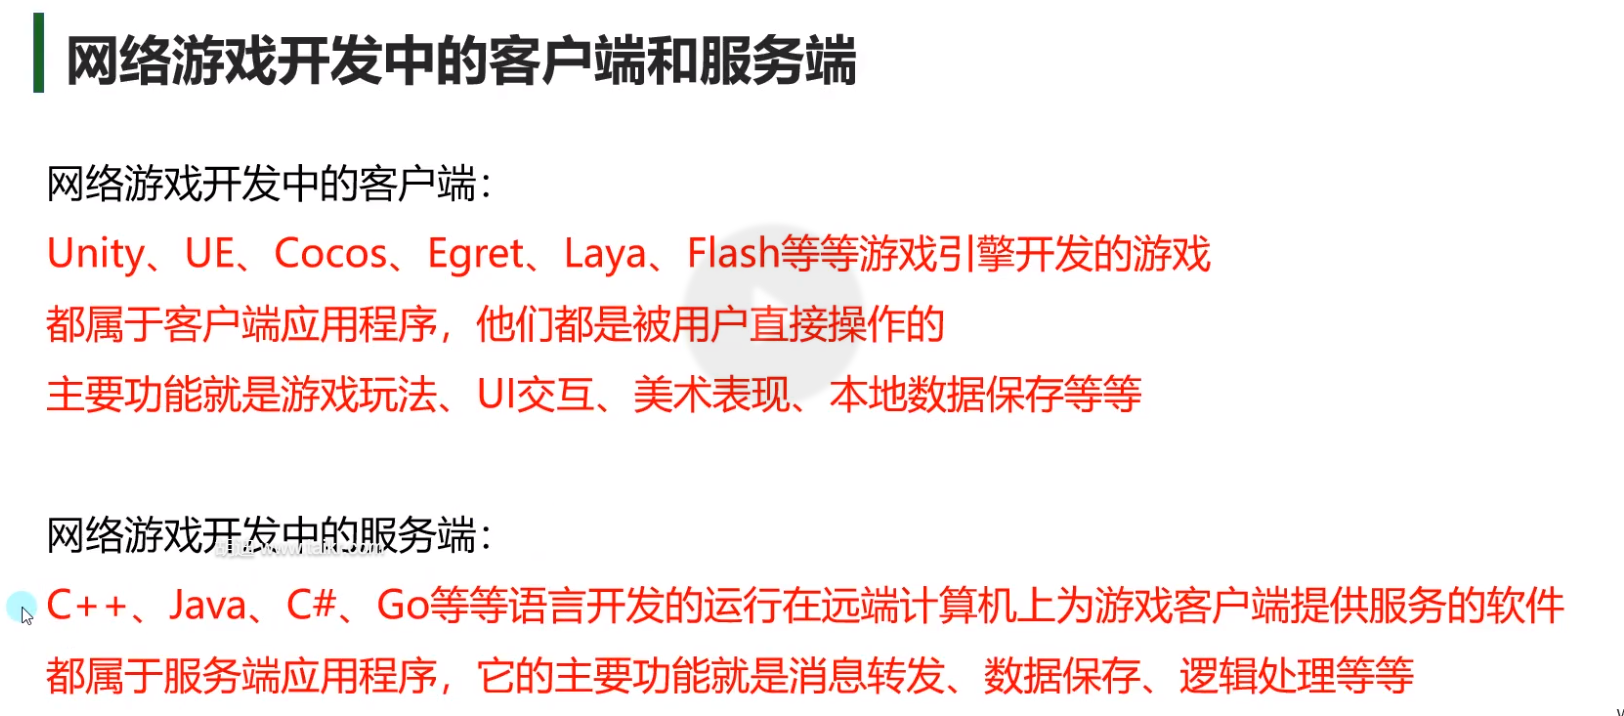 网络游戏开发中的客户端和服务端
网络游戏开发中的客户端：
Unity、UE、Cocos、Egret、Laya、Flash等等游戏引擎开发的游戏
都属于客户端应用程序，他们都是被用户直接操作的
主要功能就是游戏玩法、UI交互、美术表现、本地数据保存等等
网络游戏开发中的服务端：
C++、Java、C#、Go等等语言开发的运行在远端计算机上为游戏客户端提供服务的软件
都属于服务端应用程序，它的主要功能就是消息转发、数据保存、逻辑处理等等